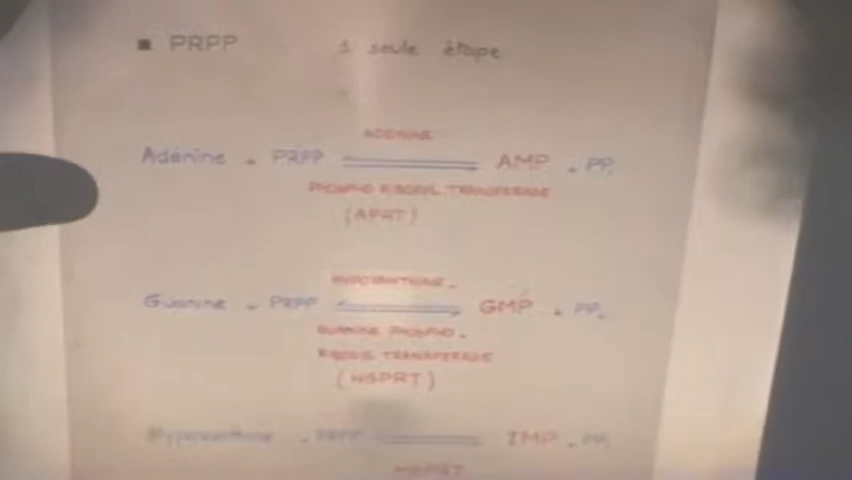 ■ PRPP 1 seule étape
ADENINE
Adénine + PRPP AMP + PPi
PHOSPHO RIBOSYL TRANSFERASE
(APRT)
HYPOXANTHINE -
Guanine + PRPP GMP + PPi
GUANINE PHOSPHO -
RIBOSYL TRANSFERASE
(HGPRT)
Hypoxanthine + PRPP IMP + PPi
HGPRT